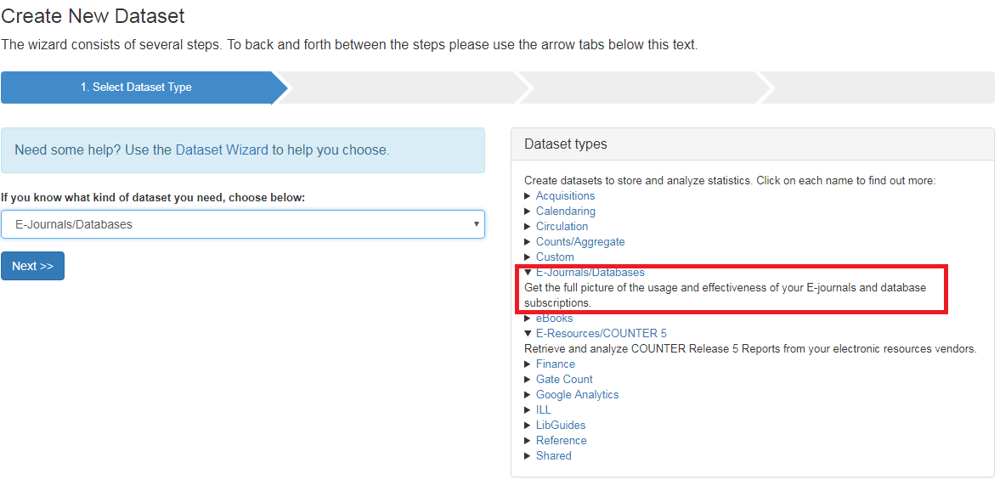 Create New Dataset
The wizard consists of several steps. To back and forth between the steps please use the arrow tabs below this text.
1. Select Dataset Type
Need some help? Use the Dataset Wizard to help you choose.
If you know what kind of dataset you need, choose below:
E-Journals/Databases
Next >>
Dataset types
Create datasets to store and analyze statistics. Click on each name to find out more:
Acquisitions
Calendaring
Circulation
Counts/Aggregate
Custom
E-Journals/Databases
Get the full picture of the usage and effectiveness of your E-journals and database
subscriptions.
eBooks
E-Resources/COUNTER 5
Retrieve and analyze COUNTER Release 5 Reports from your electronic resources vendors.
Finance
Gate Count
Google Analytics
ILL
LibGuides
Reference
Shared